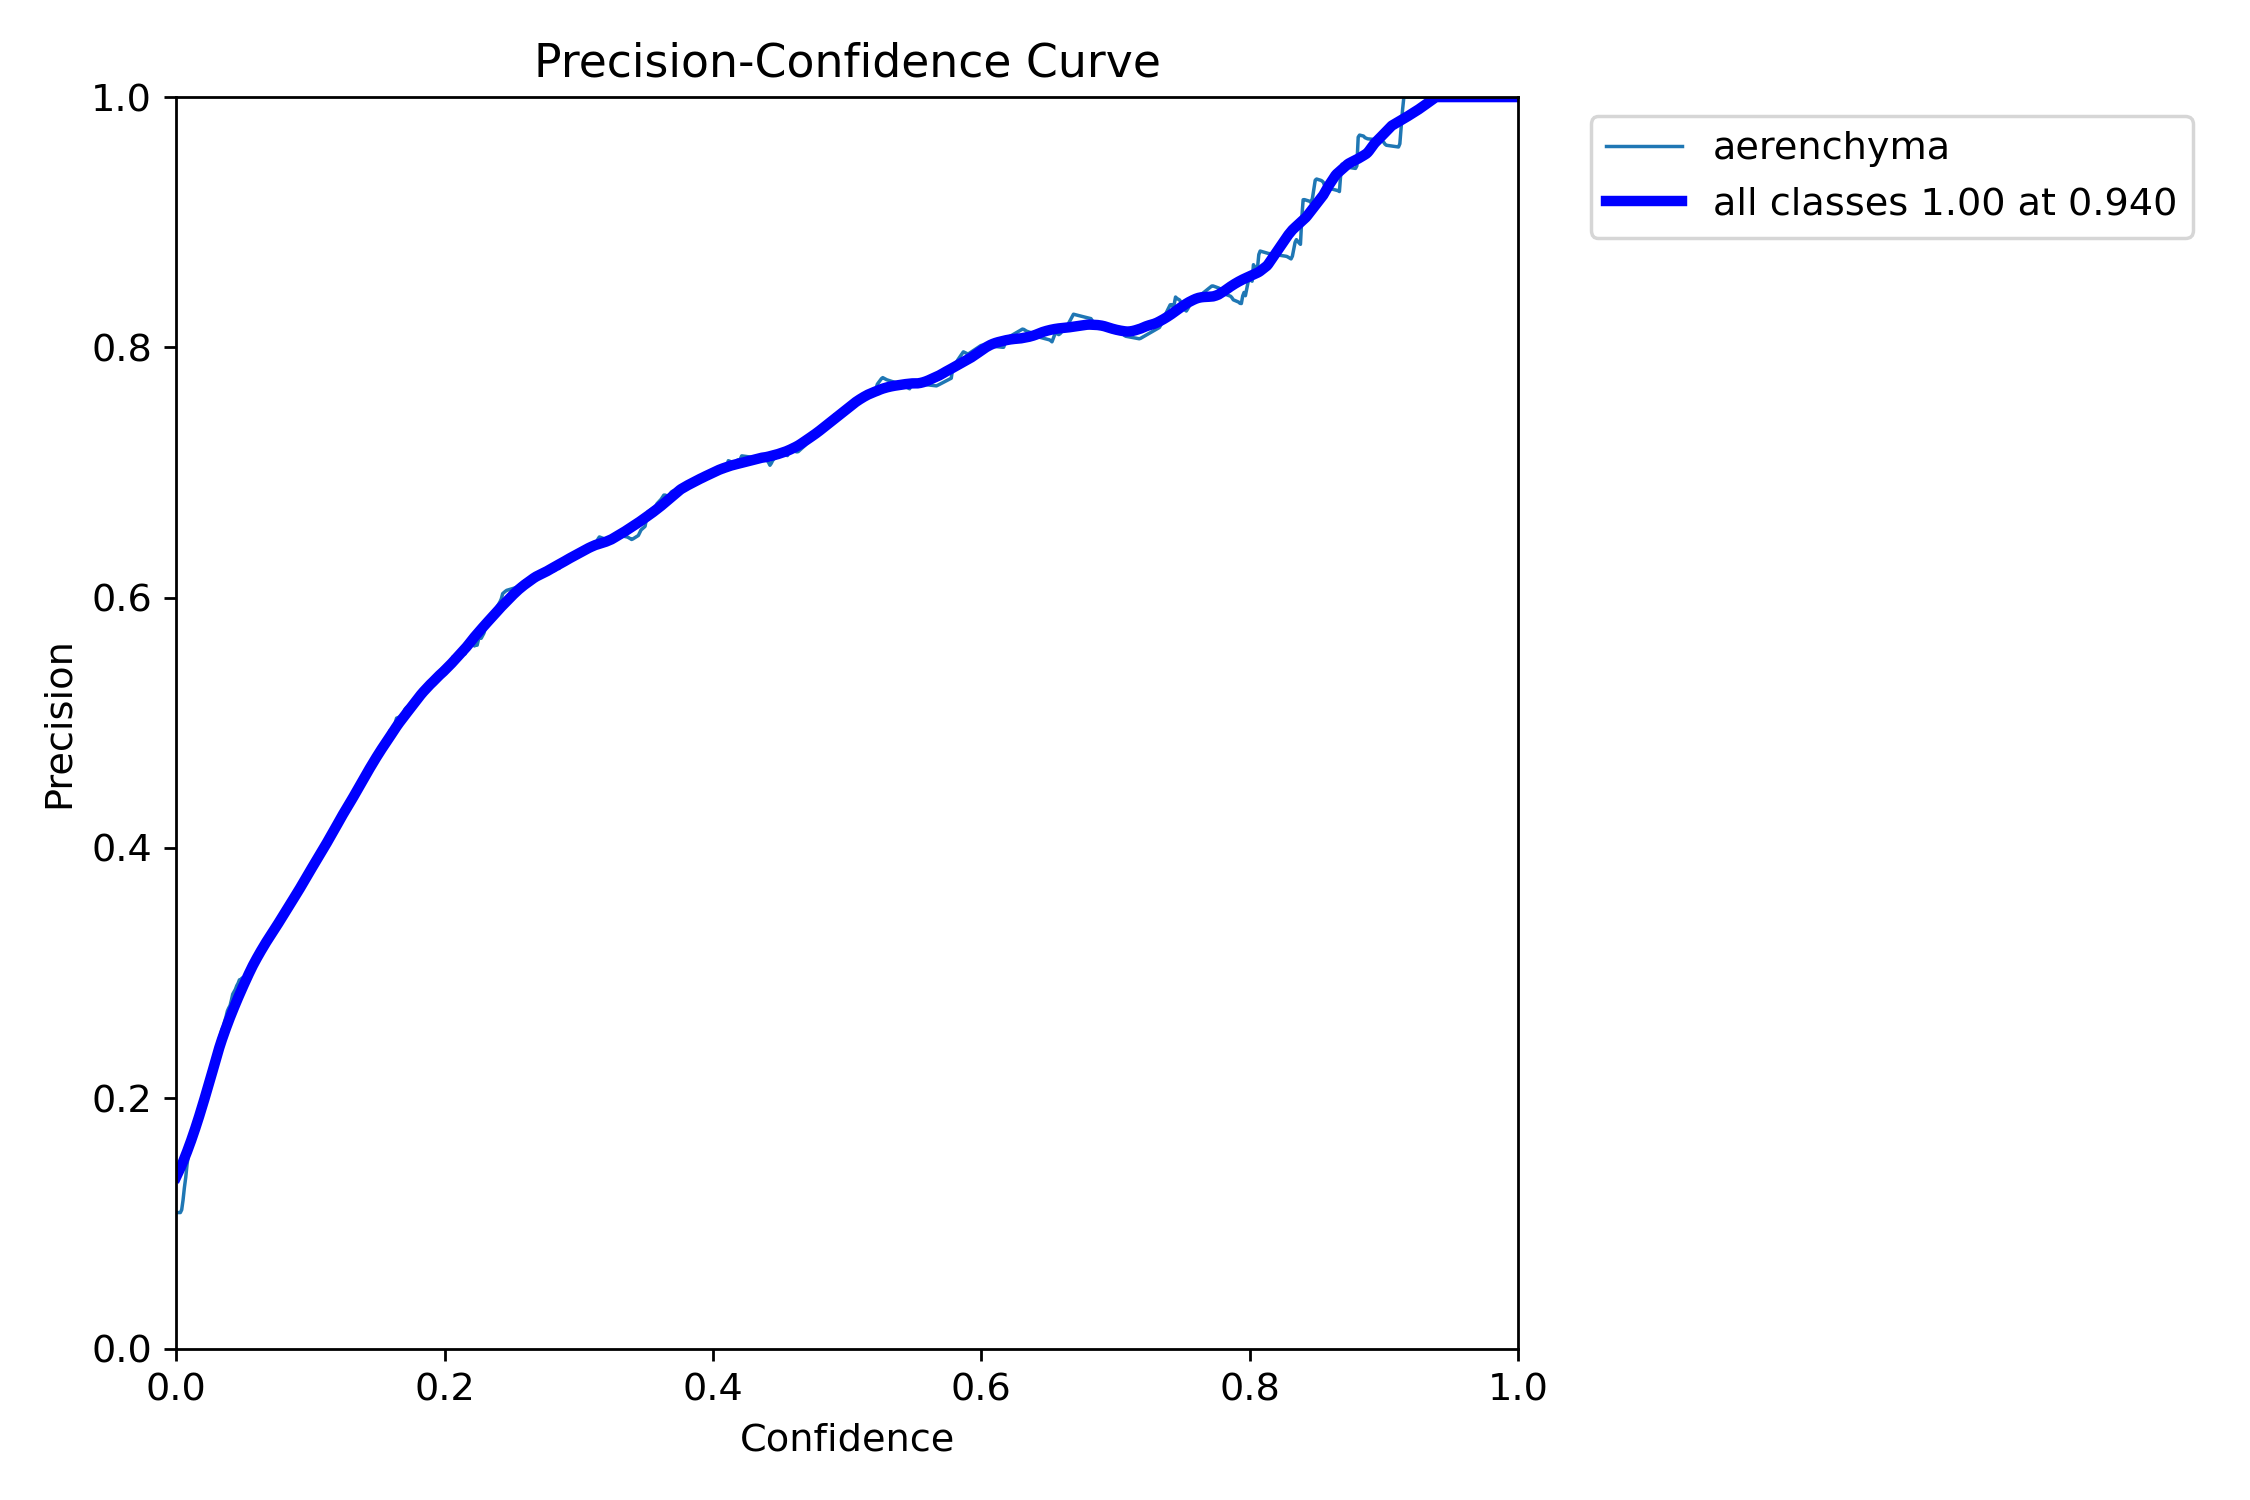 Precision-Confidence Curve
1.0
0.8
0.6
0.4
0.2
0.0
Precision
0.0 0.2 0.4 0.6 0.8 1.0
Confidence
aerenchyma
all classes 1.00 at 0.940